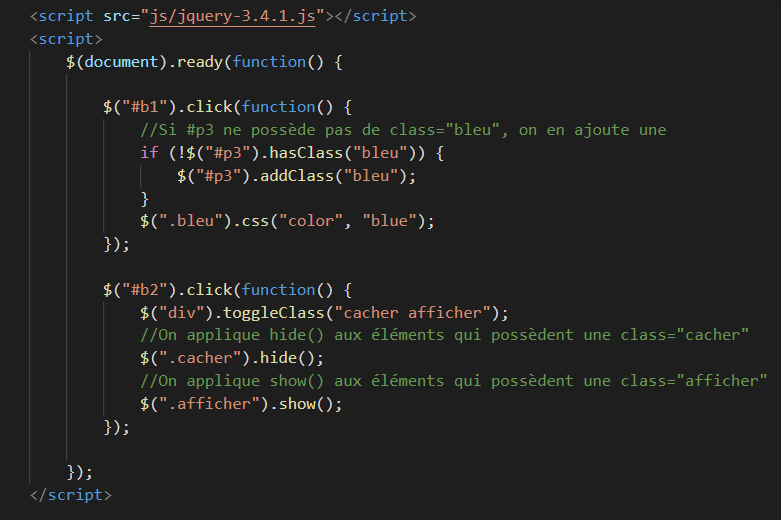 <script src="js/jquery-3.4.1.js"></script>
<script>
    $(document).ready(function() {

        $("#b1").click(function() {
            //Si #p3 ne possède pas de class="bleu", on en ajoute une
            if (!$("#p3").hasClass("bleu")) {
                $("#p3").addClass("bleu");
            }
            $(".bleu").css("color", "blue");
        });

        $("#b2").click(function() {
            $("div").toggleClass("cacher afficher");
            //On applique hide() aux éléments qui possèdent une class="cacher"
            $(".cacher").hide();
            //On applique show() aux éléments qui possèdent une class="afficher"
            $(".afficher").show();
        });

    });
</script>